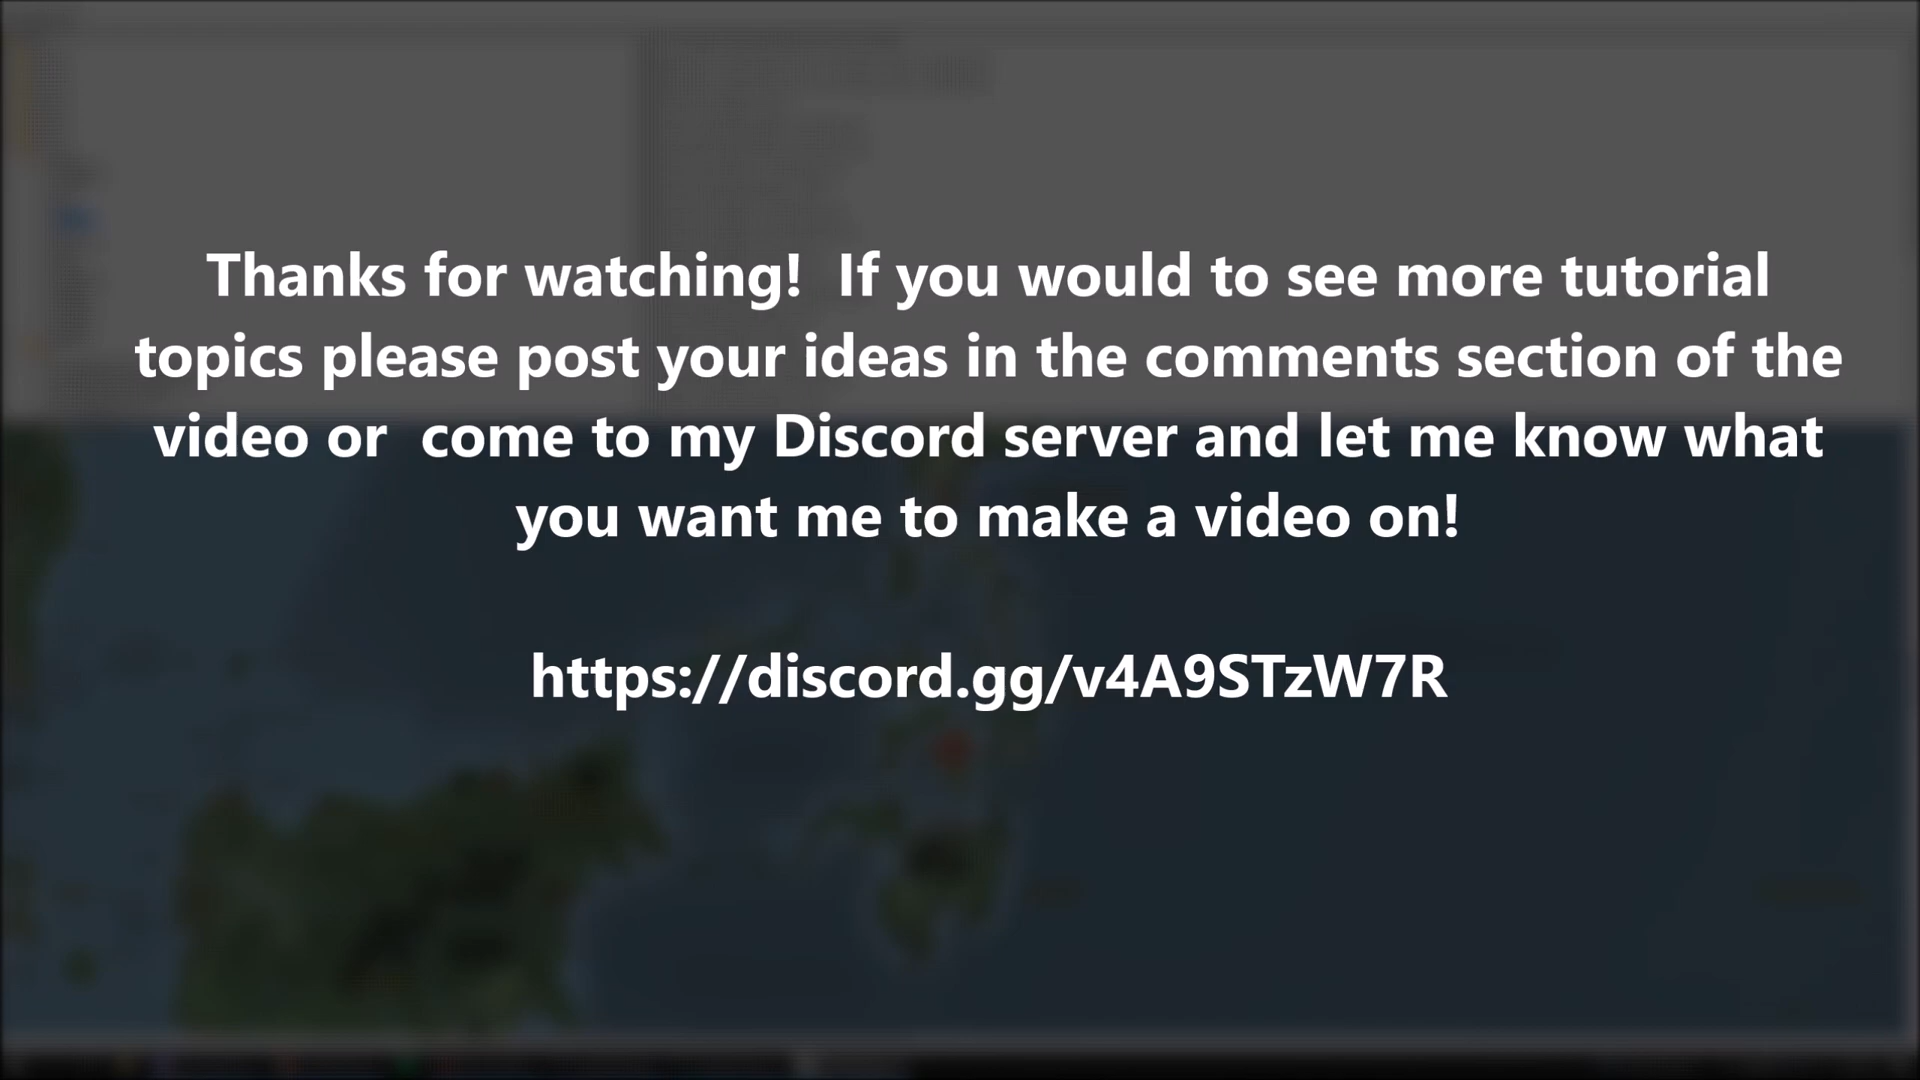 Thanks for watching!  If you would to see more tutorial
topics please post your ideas in the comments section of the
video or  come to my Discord server and let me know what
you want me to make a video on!
https://discord.gg/v4A9STzW7R